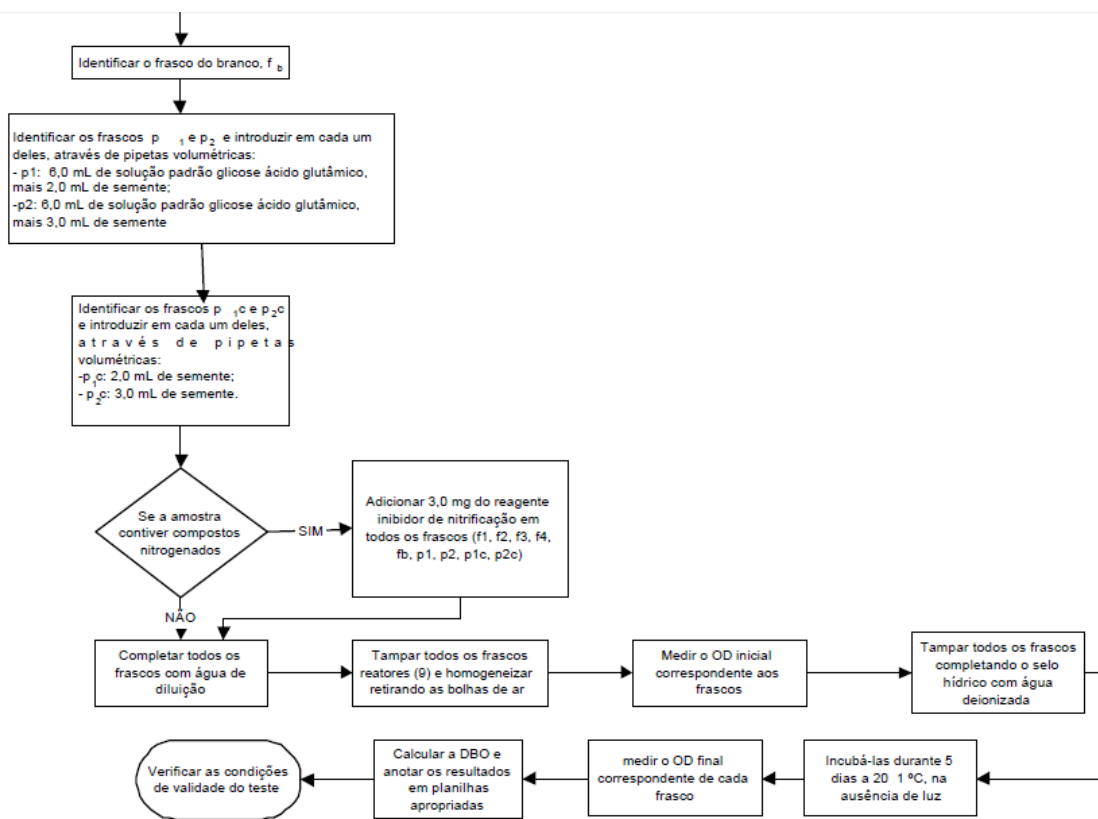 Identificar o frasco do branco, f b
Identificar os frascos p 1 e p2 e introduzir em cada um
deles, através de pipetas volumétricas:
- p1: 6,0 mL de solução padrão glicose ácido glutâmico,
mais 2,0 mL de semente;
-p2: 6,0 mL de solução padrão glicose ácido glutâmico,
mais 3,0 mL de semente
Identificar os frascos p 1c e p2c
e introduzir em cada um deles,
através de pipetas
volumétricas:
-p1c: 2,0 mL de semente;
- p2c: 3,0 mL de semente.
Se a amostra
contiver compostos
nitrogenados
SIM
Adicionar 3,0 mg do reagente
inibidor de nitrificação em
todos os frascos (f1, f2, f3, f4,
fb, p1, p2, p1c, p2c)
NÃO
Completar todos os
frascos com água de
diluição
Tampar todos os frascos
reatores (9) e homogeneizar
retirando as bolhas de ar
Medir o OD inicial
correspondente aos
frascos
Tampar todos os frascos
completando o selo
hídrico com água
deionizada
Incubá-las durante 5
dias a 20 1 ºC, na
ausência de luz
medir o OD final
correspondente de cada
frasco
Calcular a DBO e
anotar os resultados
em planilhas
apropriadas
Verificar as condições
de validade do teste